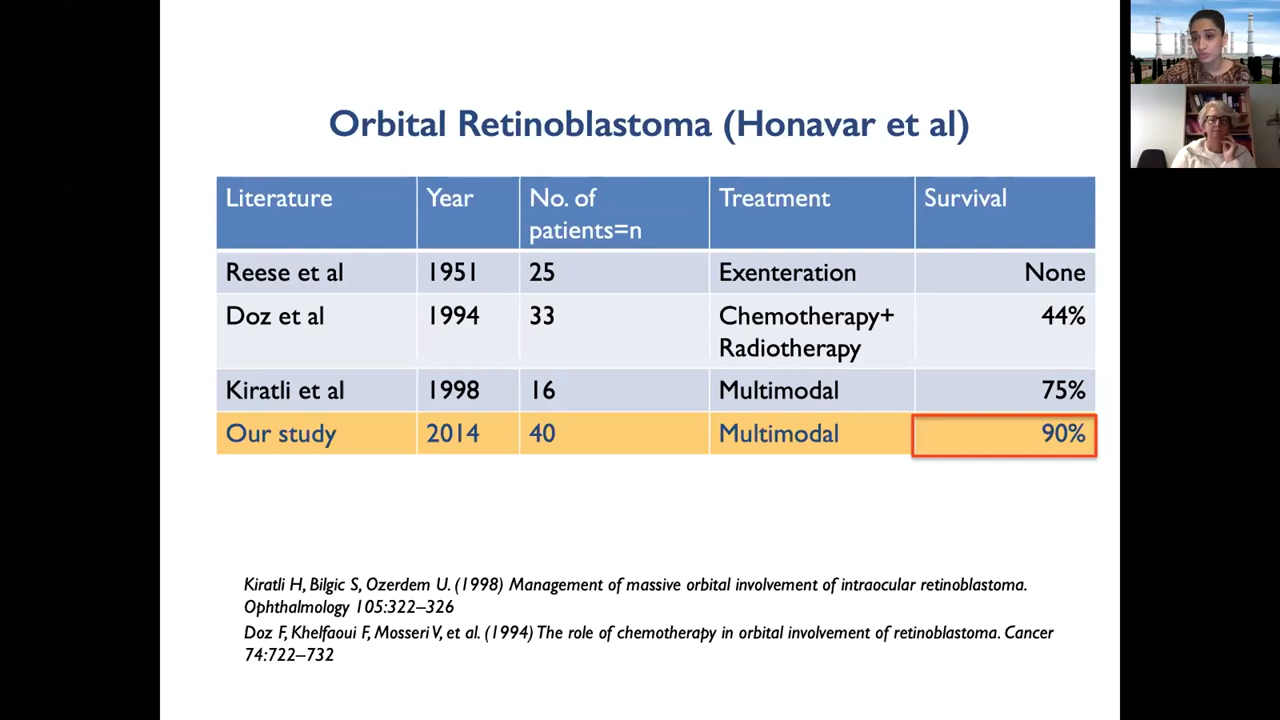 Orbital Retinoblastoma (Honavar et al)
Literature Year No. of patients=n Treatment Survival
Reese et al 1951 25 Exenteration None
Doz et al 1994 33 Chemotherapy+ Radiotherapy 44%
Kiratli et al 1998 16 Multimodal 75%
Our study 2014 40 Multimodal 90%
Kiratli H, Bilgic S, Ozerdem U. (1998) Management of massive orbital involvement of intraocular retinoblastoma.
Ophthalmology 105:322–326
Doz F, Khelfaoui F, Mosseri V, et al. (1994) The role of chemotherapy in orbital involvement of retinoblastoma. Cancer
74:722–732